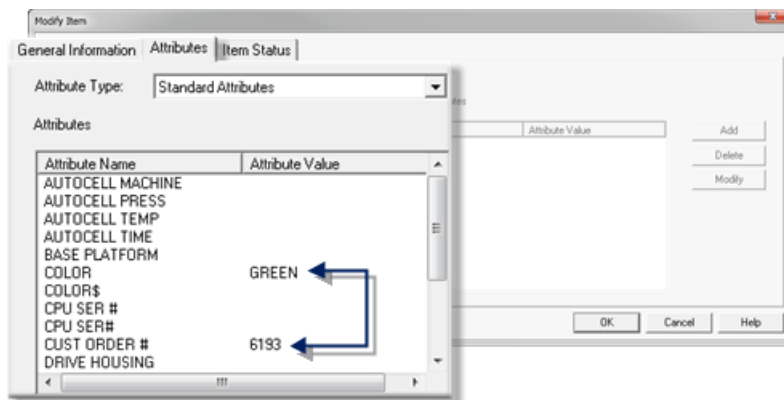 Modify Item
General Information Attributes Item Status
Attribute Type: Standard Attributes
Attributes
Attribute Name Attribute Value
AUTOCELL MACHINE
AUTOCELL PRESS
AUTOCELL TEMP
AUTOCELL TIME
BASE PLATFORM
COLOR GREEN
COLOR$
CPU SER #
CPU SER#
CUST ORDER # 6193
DRIVE HOUSING
Attribute Value
Add
Delete
Modify
OK Cancel Help